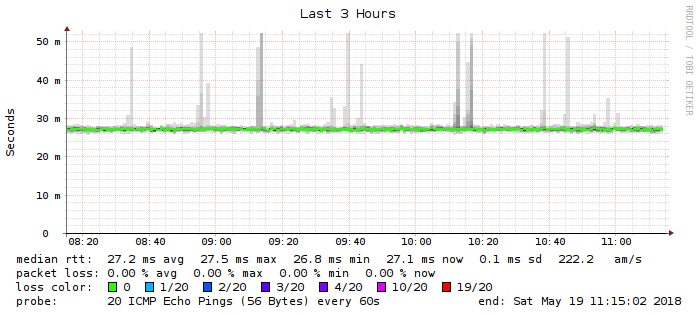 Last 3 Hours
RRDTOOL / TOBI OETIKER
Seconds
50 m
40 m
30 m
20 m
10 m
0
08:20 08:40 09:00 09:20 09:40 10:00 10:20 10:40 11:00
median rtt: 27.2 ms avg 27.5 ms max 26.8 ms min 27.1 ms now 0.1 ms sd 222.2 am/s
packet loss: 0.00 % avg 0.00 % max 0.00 % min 0.00 % now
loss color: 0 1/20 2/20 3/20 4/20 10/20 19/20
probe: 20 ICMP Echo Pings (56 Bytes) every 60s end: Sat May 19 11:15:02 2018